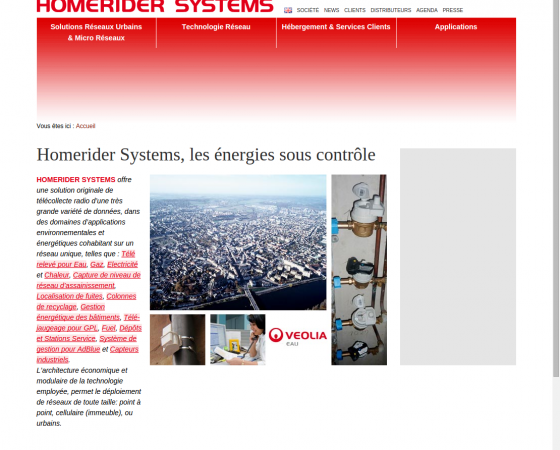 HOMERIDER SYSTEMS
SOCIÉTÉ NEWS CLIENTS DISTRIBUTEURS AGENDA PRESSE
Solutions Réseaux Urbains
& Micro Réseaux
Technologie Réseau
Hébergement & Services Clients
Applications
Vous êtes ici : Accueil
Homerider Systems, les énergies sous contrôle
HOMERIDER SYSTEMS offre
une solution originale de
télécollecte radio d'une très
grande variété de données, dans
des domaines d'applications
environnementales et
énergétiques cohabitant sur un
réseau unique, telles que : Télé
relevé pour Eau, Gaz, Electricité
et Chaleur, Capture de niveau de
réseau d'assainissement,
Localisation de fuites, Colonnes
de recyclage, Gestion
énergétique des bâtiments, Télé-
jaugeage pour GPL, Fuel, Dépôts
et Stations Service, Système de
gestion pour AdBlue et Capteurs
industriels.
L'architecture économique et
modulaire de la technologie
employée, permet le déploiement
de réseaux de toute taille: point à
point, cellulaire (immeuble), ou
urbains.
VEOLIA
EAU